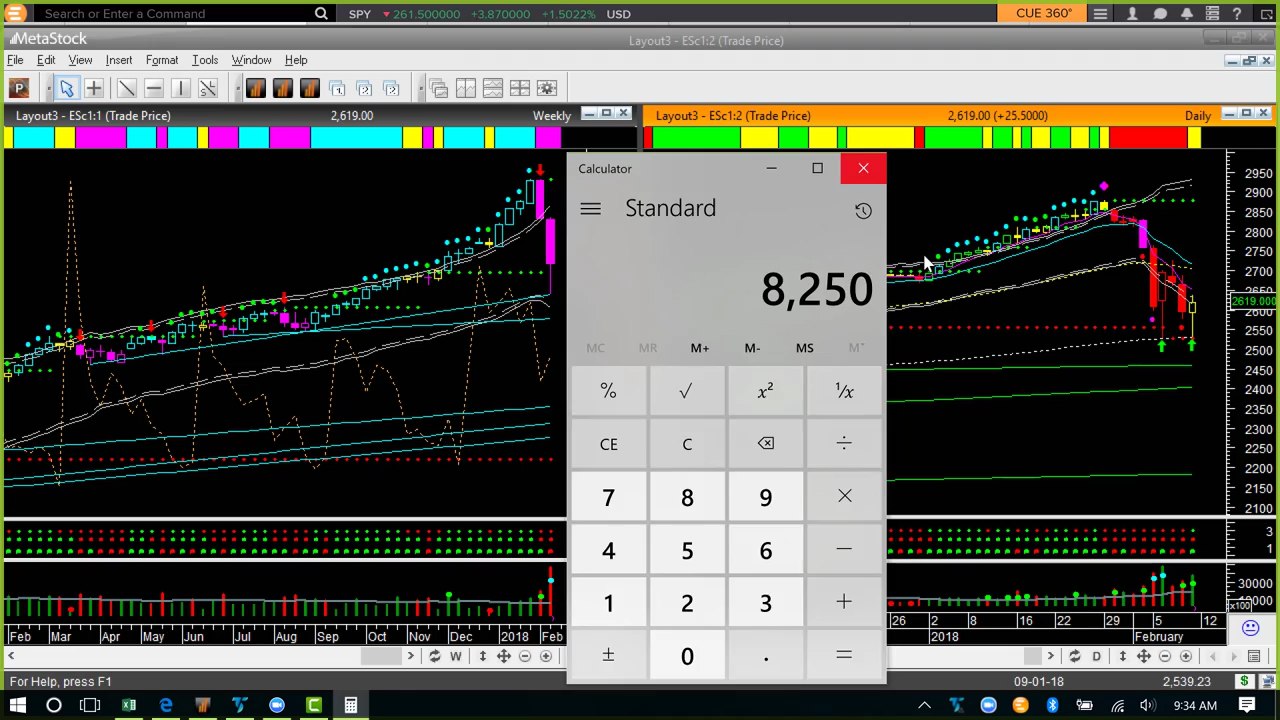 Search or Enter a Command SPY 261.500000 +3.870000 +1.5022% USD CUE 360° ?
MetaStock Layout3 - ESc1:2 (Trade Price)
File Edit View Insert Format Tools Window Help
P
Layout3 - ESc1:1 (Trade Price) 2,619.00 Weekly
Layout3 - ESc1:2 (Trade Price) 2,619.00 (+25.5000) Daily
Calculator
Standard
8,250
MC MR M+ M- MS M˅
% √ x² ¹/x
CE C ÷
7 8 9 ×
4 5 6 −
1 2 3 +
± 0 . =
2950
2900
2850
2800
2750
2700
2650
2619.000
2600
2550
2500
2450
2400
2350
2300
2250
2200
2150
2100
3
1
30000
x100
Feb Mar Apr May Jun Jul Aug Sep Oct Nov Dec 2018 Feb
26 2 8 16 22 29 5 12
2018 February
W
D
For Help, press F1 09-01-18 2,539.23 $
9:34 AM